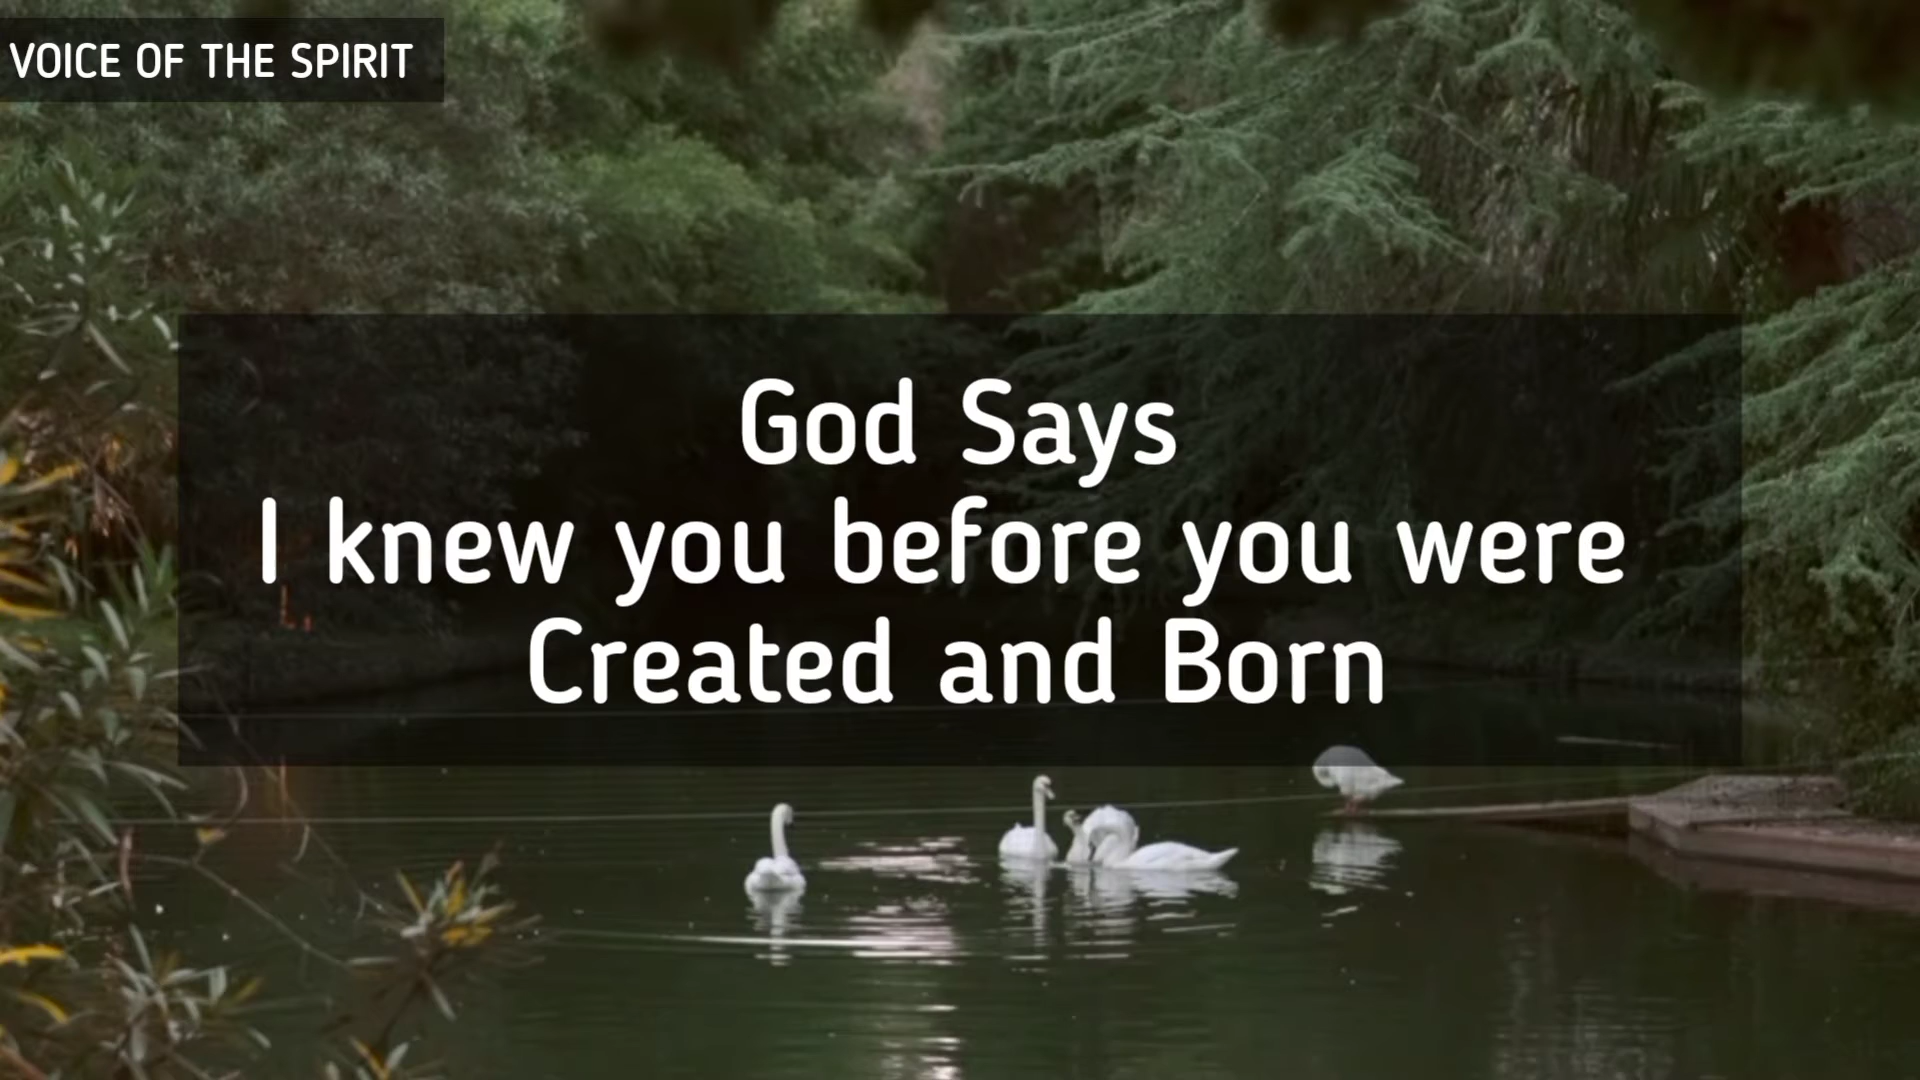 VOICE OF THE SPIRIT
God Says
I knew you before you were
Created and Born